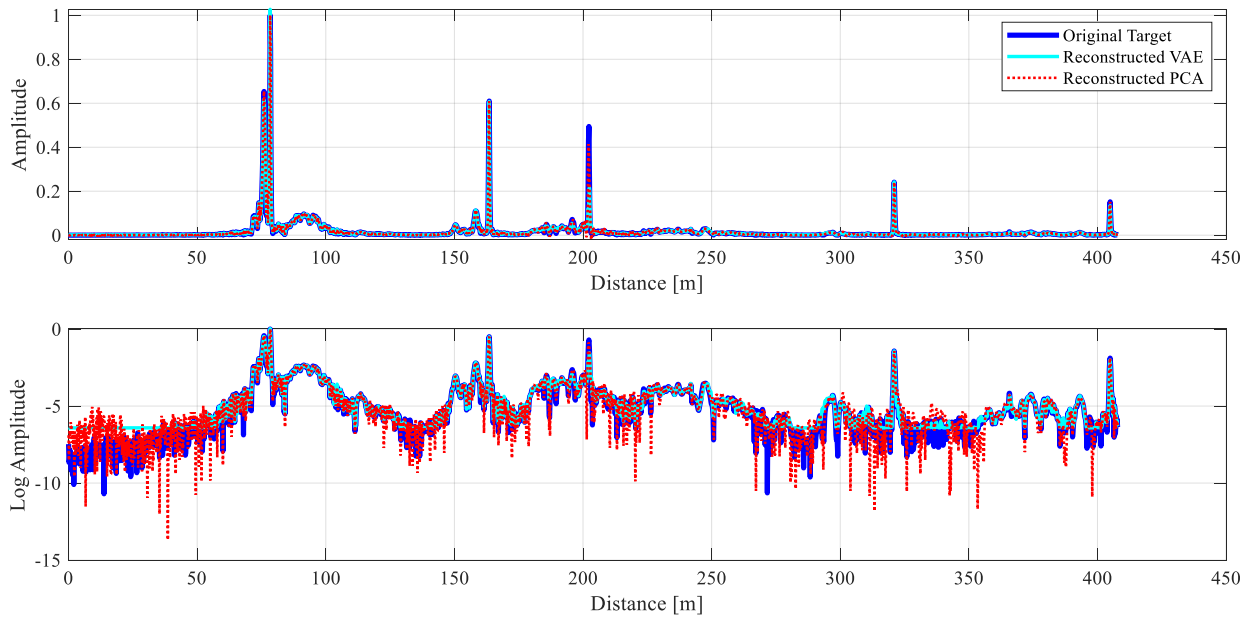 1
0.8
0.6
0.4
0.2
0
Amplitude
Original Target
Reconstructed VAE
Reconstructed PCA
0 50 100 150 200 250 300 350 400 450
Distance [m]
0
-5
-10
-15
Log Amplitude
0 50 100 150 200 250 300 350 400 450
Distance [m]